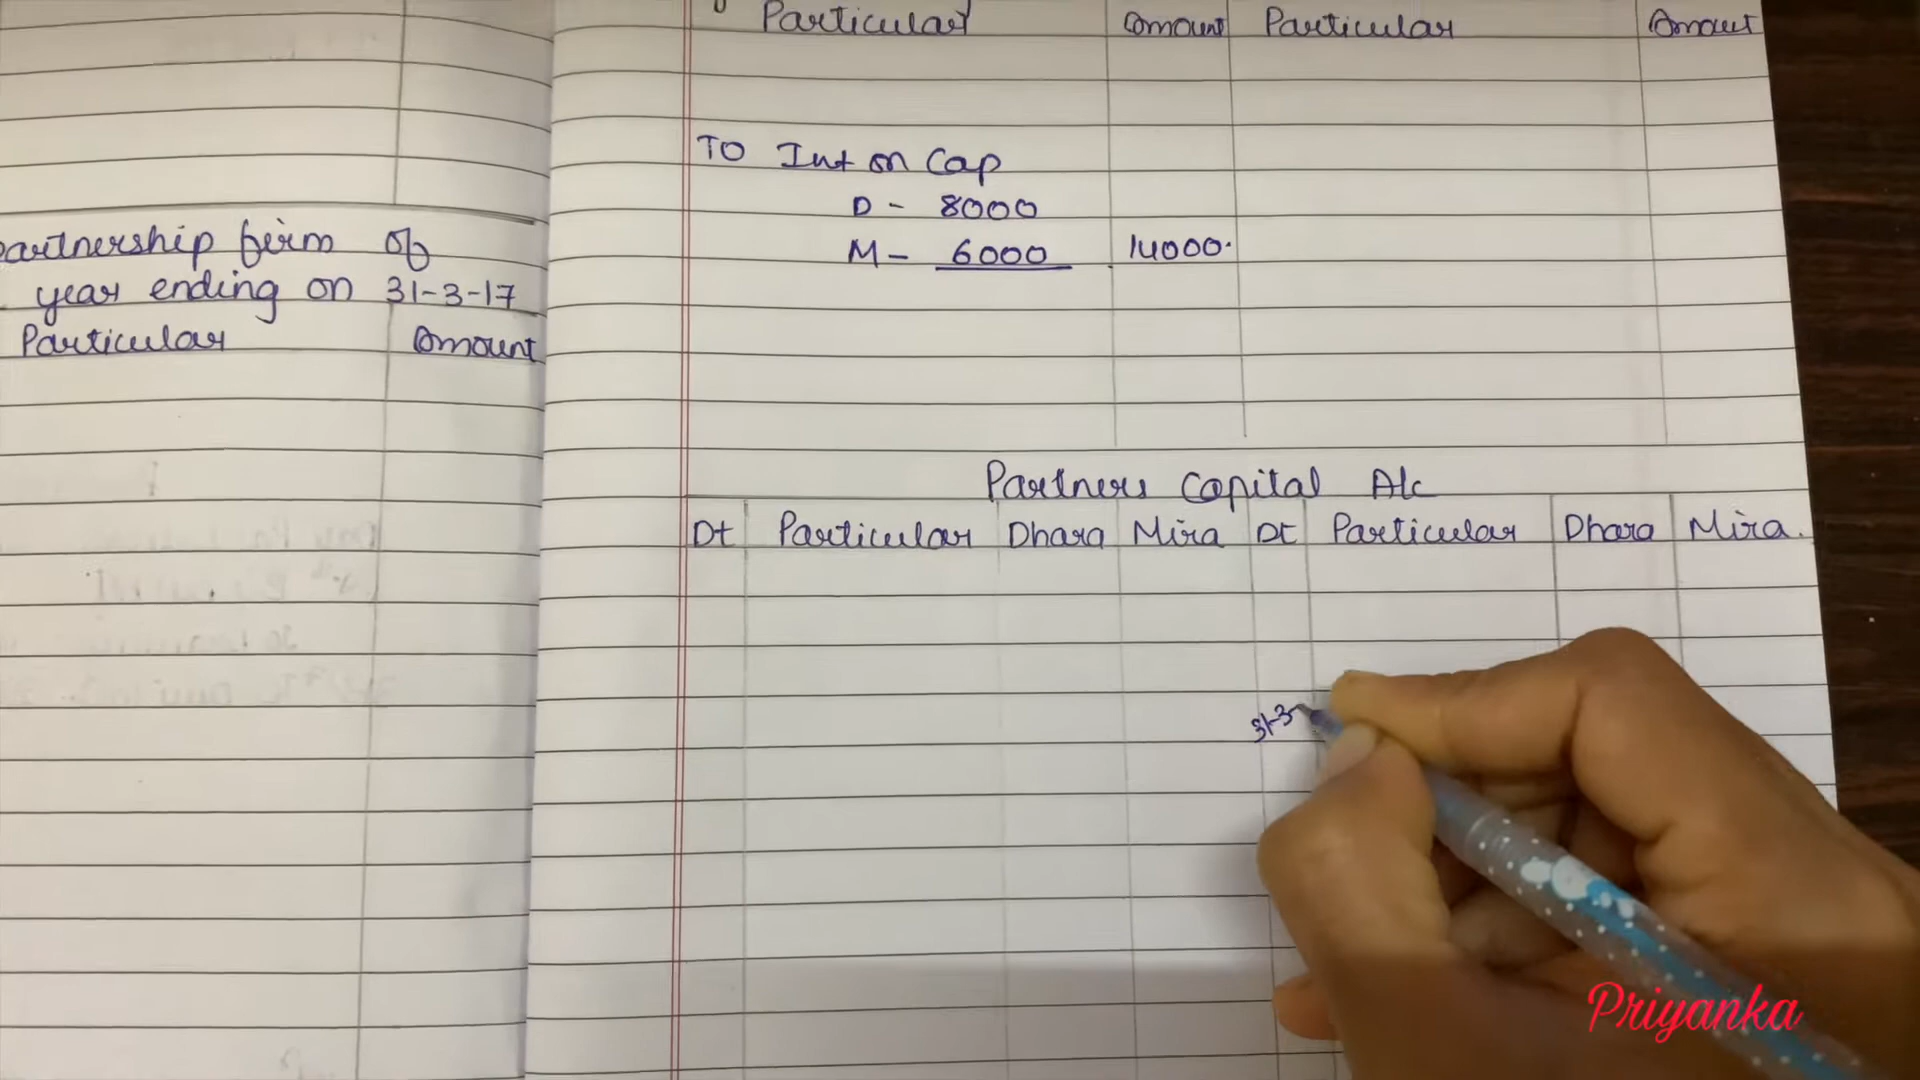 Particular Amount Particular Amount
TO Int on Cap
D - 8000
M - 6000 14000.
Partnership firm of
year ending on 31-3-17
Particular Amount
Partners Capital A/c
Dt Particular Dhara Mira Dt Particular Dhara Mira.
31-3
Priyanka